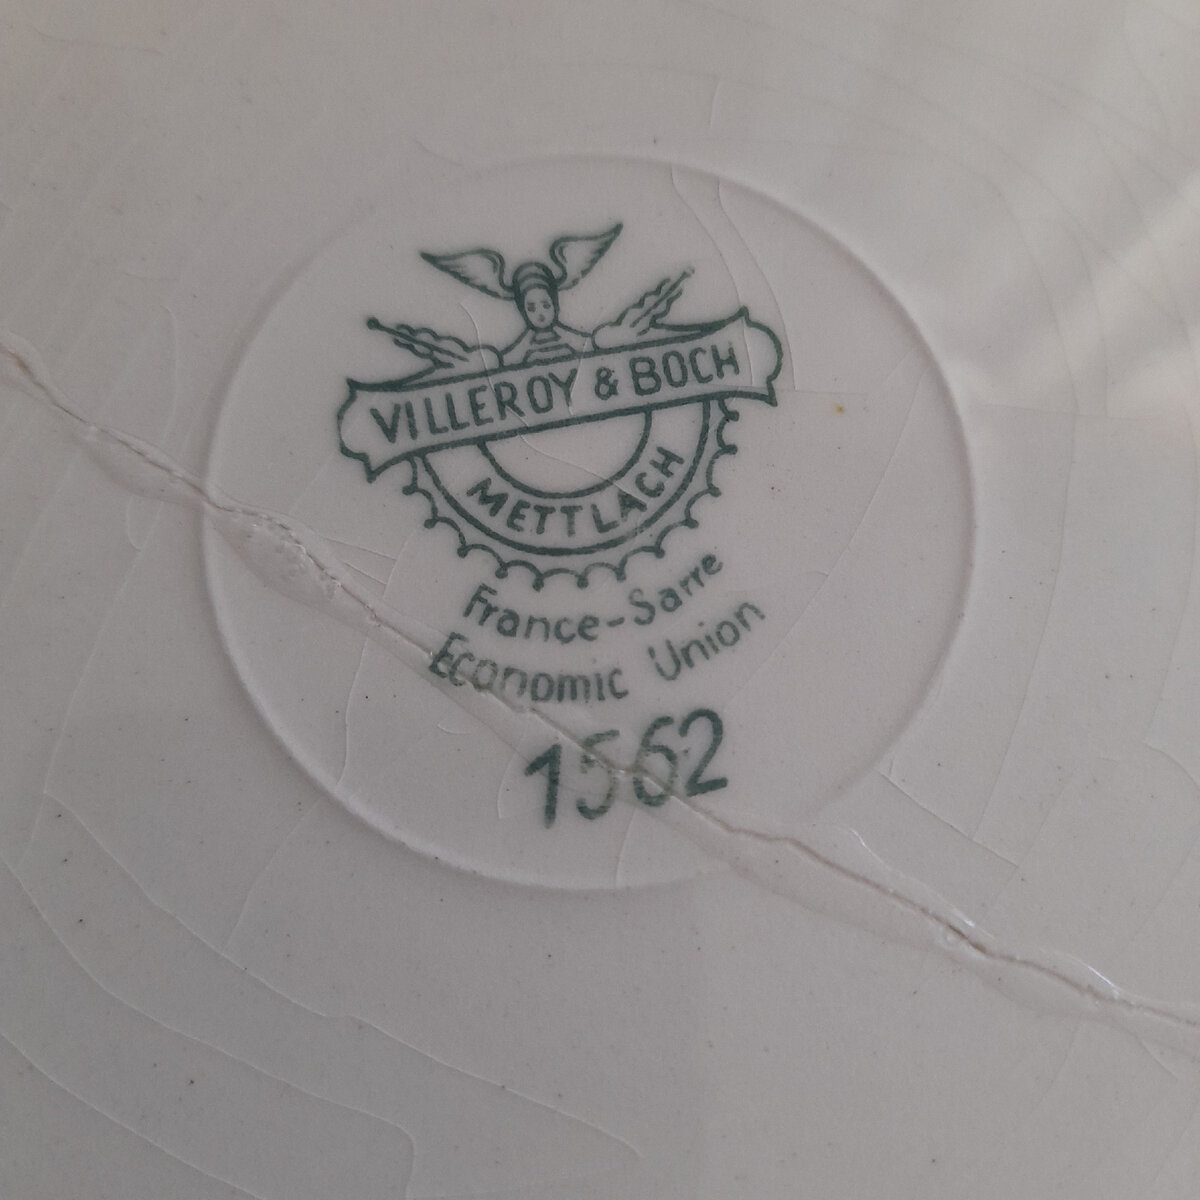 VILLEROY & BOCH
METTLACH
France-Sarre
Economic Union
1562